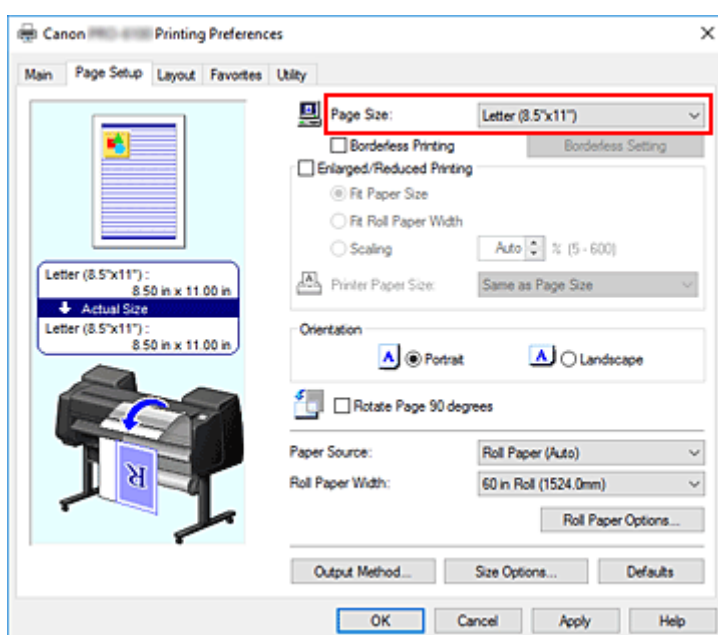 Canon Printing Preferences
Main Page Setup Layout Favorites Utility
Page Size: Letter (8.5"x11")
Borderless Printing Borderless Setting
Enlarged/Reduced Printing
Fit Paper Size
Fit Roll Paper Width
Scaling Auto % (5 - 600)
Printer Paper Size: Same as Page Size
Letter (8.5"x11") :
8.50 in x 11.00 in
Actual Size
Letter (8.5"x11") :
8.50 in x 11.00 in
Orientation
A Portrait A Landscape
Rotate Page 90 degrees
Paper Source: Roll Paper (Auto)
Roll Paper Width: 60 in Roll (1524.0mm)
Roll Paper Options...
R
Output Method... Size Options... Defaults
OK Cancel Apply Help